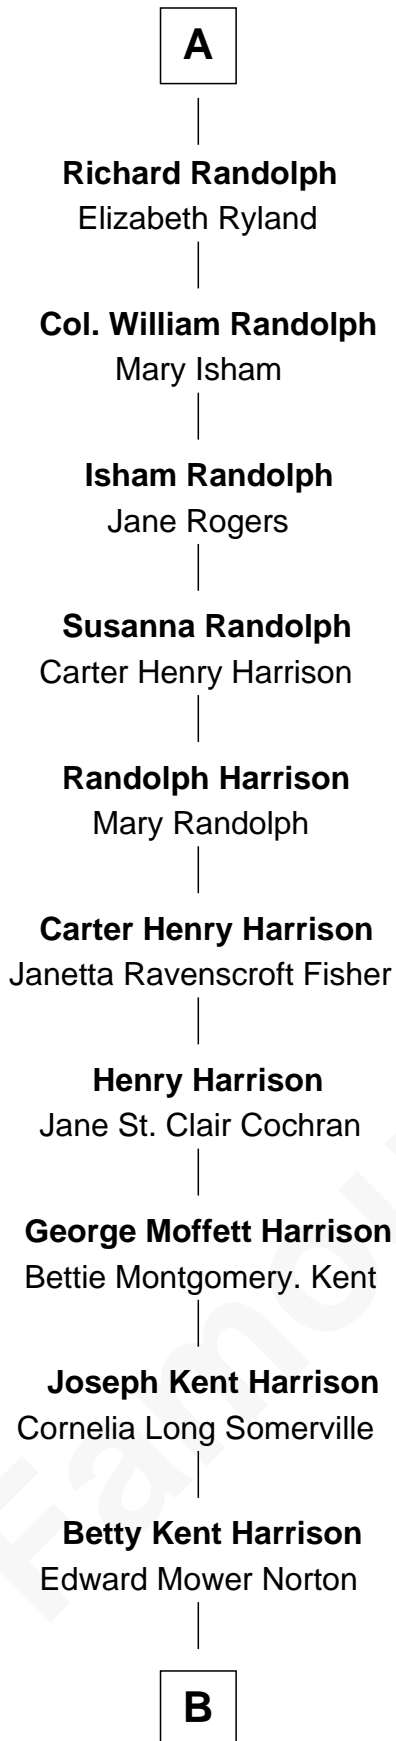 A
Richard Randolph
Elizabeth Ryland
Col. William Randolph
Mary Isham
Isham Randolph
Jane Rogers
Susanna Randolph
Carter Henry Harrison
Randolph Harrison
Mary Randolph
Carter Henry Harrison
Janetta Ravenscroft Fisher
Henry Harrison
Jane St. Clair Cochran
George Moffett Harrison
Bettie Montgomery. Kent
Joseph Kent Harrison
Cornelia Long Somerville
Betty Kent Harrison
Edward Mower Norton
B